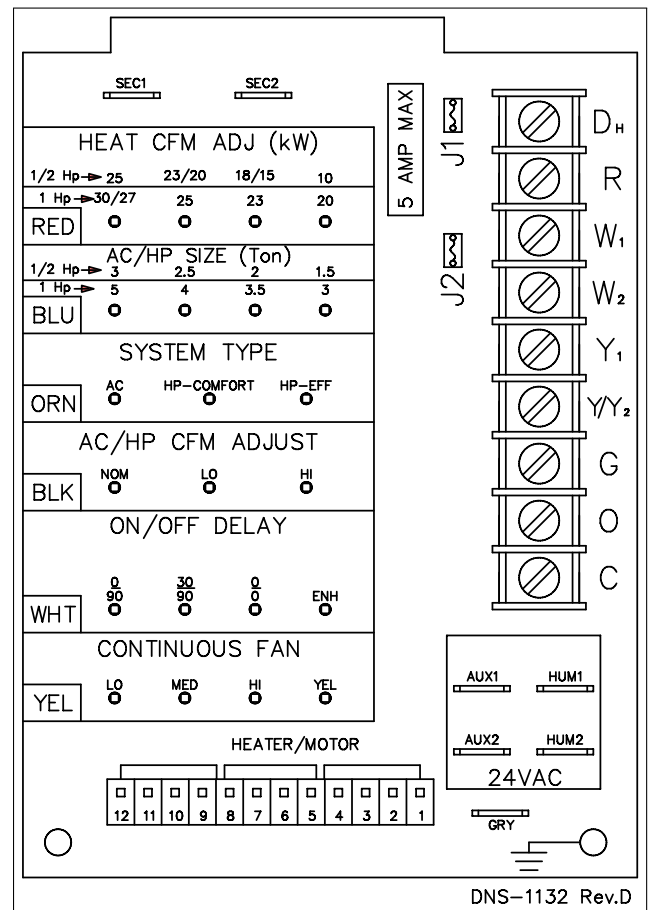 SEC1 SEC2
HEAT CFM ADJ (kW)
1/2 Hp 25 23/20 18/15 10
1 Hp 30/27 25 23 20
RED
AC/HP SIZE (Ton)
1/2 Hp 3 2.5 2 1.5
1 Hp 5 4 3.5 3
BLU
SYSTEM TYPE
AC HP-COMFORT HP-EFF
ORN
AC/HP CFM ADJUST
NOM LO HI
BLK
ON/OFF DELAY
0 30 0
90 90 0 ENH
WHT
CONTINUOUS FAN
LO MED HI YEL
YEL
5 AMP MAX
J1
J2
DH
R
W1
W2
Y1
Y/Y2
G
O
C
AUX1 HUM1
AUX2 HUM2
24VAC
HEATER/MOTOR
12 11 10 9 8 7 6 5 4 3 2 1
GRY
DNS-1132 Rev.D